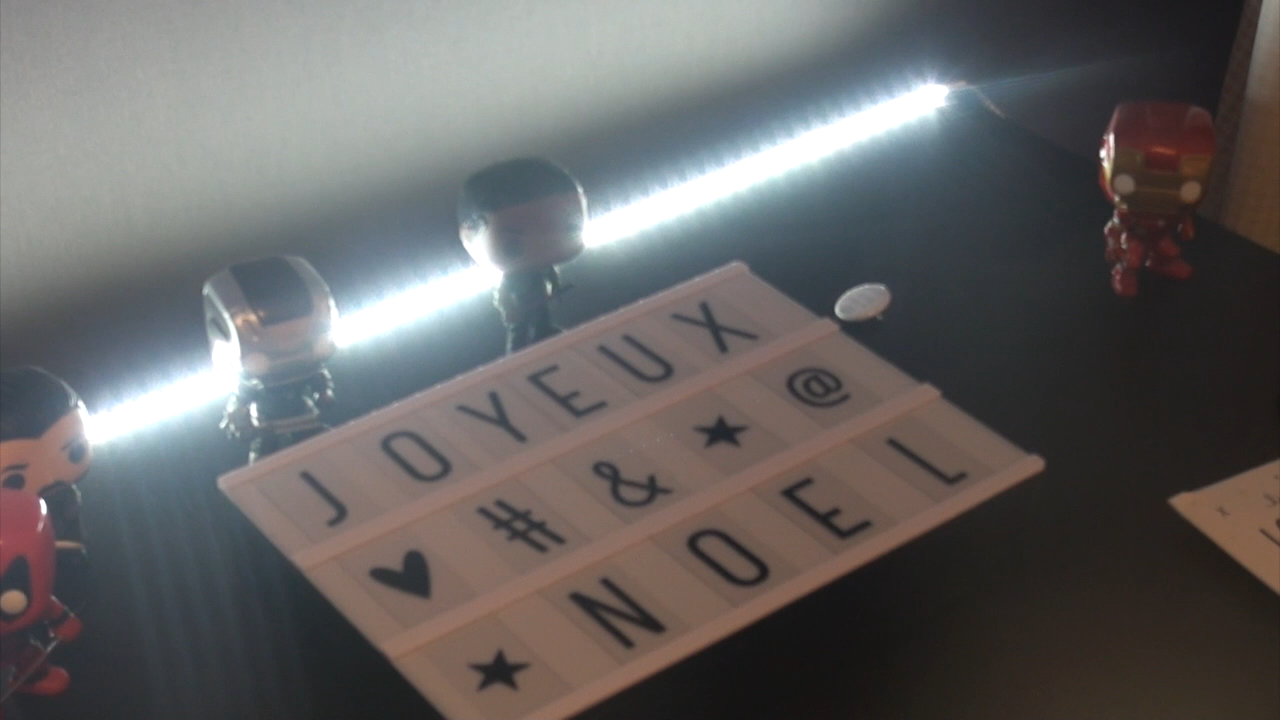 JOYEUX
♥ # & ★ @
★ NOEL